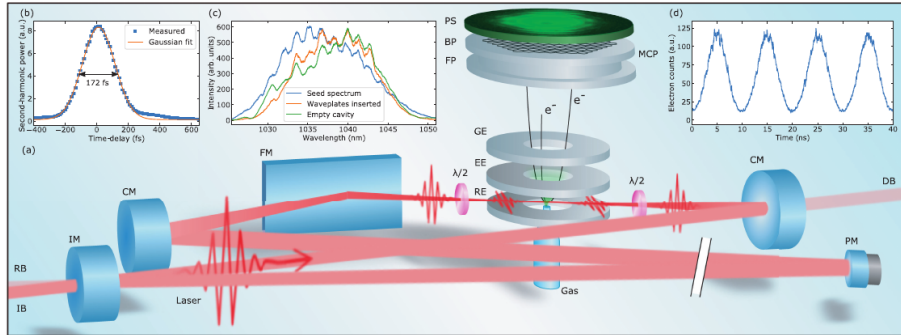 (b)
Second-harmonic power (a.u.)
8
6
4
2
0
Measured
Gaussian fit
172 fs
−600 −400 −200 0 200 400 600
Time-delay (fs)
(c)
Intensity (arb. units)
600
500
400
300
200
100
0
Seed spectrum
Waveplates inserted
Empty cavity
1030 1035 1040 1045 1050
Wavelength (nm)
PS
BP
FP
MCP
e⁻
e⁻
GE
EE
RE
(d)
Electron counts (a.u.)
125
100
75
50
25
0
0 5 10 15 20 25 30 35 40
Time (ns)
(a)
FM
CM
λ/2
λ/2
CM
DB
IM
RB
IB
Laser
Gas
PM